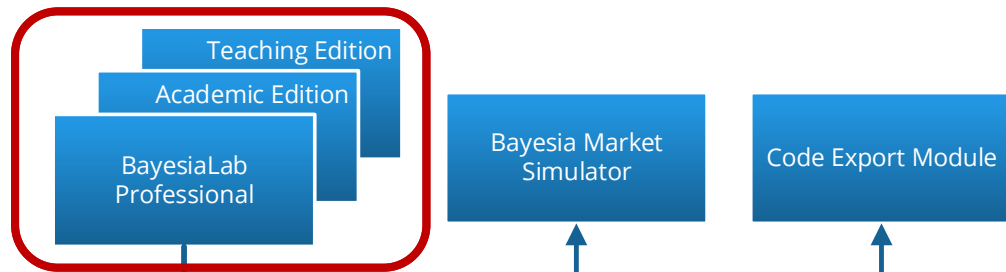 Teaching Edition
Academic Edition
BayesiaLab
Professional
Bayesia Market
Simulator
Code Export Module